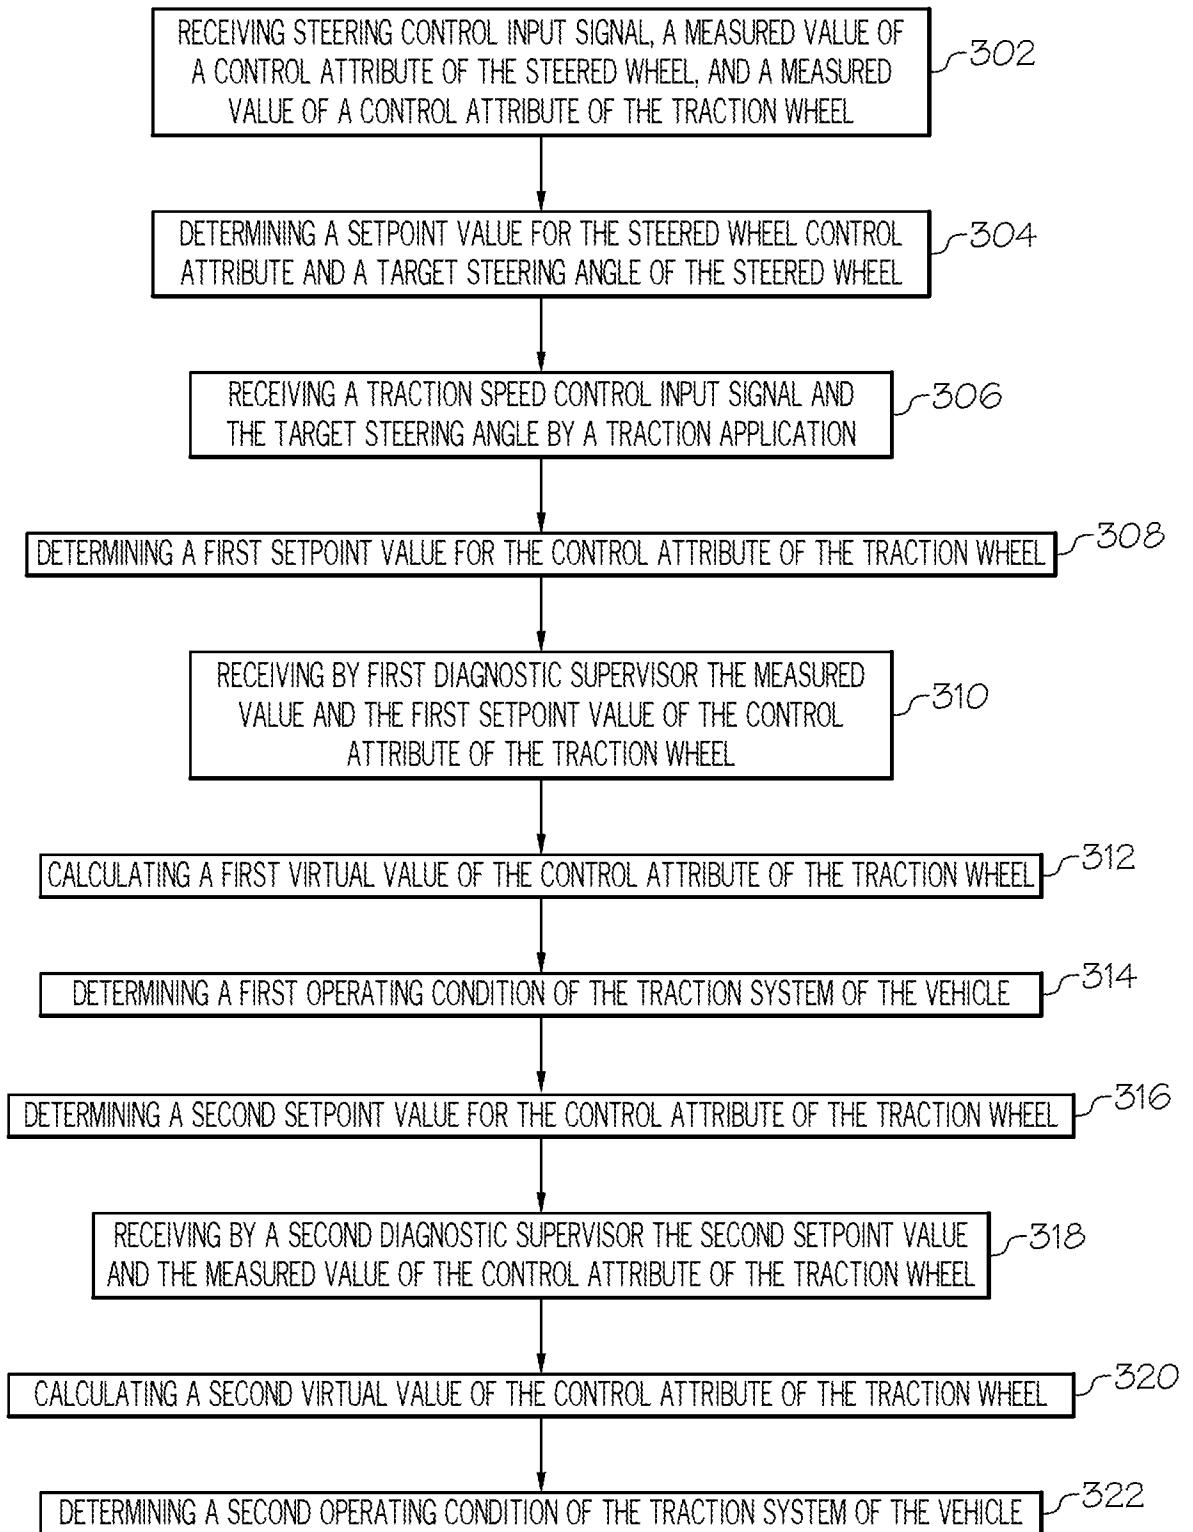 RECEIVING STEERING CONTROL INPUT SIGNAL, A MEASURED VALUE OF
A CONTROL ATTRIBUTE OF THE STEERED WHEEL, AND A MEASURED
VALUE OF A CONTROL ATTRIBUTE OF THE TRACTION WHEEL
302
DETERMINING A SETPOINT VALUE FOR THE STEERED WHEEL CONTROL
ATTRIBUTE AND A TARGET STEERING ANGLE OF THE STEERED WHEEL
304
RECEIVING A TRACTION SPEED CONTROL INPUT SIGNAL AND
THE TARGET STEERING ANGLE BY A TRACTION APPLICATION
306
DETERMINING A FIRST SETPOINT VALUE FOR THE CONTROL ATTRIBUTE OF THE TRACTION WHEEL
308
RECEIVING BY FIRST DIAGNOSTIC SUPERVISOR THE MEASURED
VALUE AND THE FIRST SETPOINT VALUE OF THE CONTROL
ATTRIBUTE OF THE TRACTION WHEEL
310
CALCULATING A FIRST VIRTUAL VALUE OF THE CONTROL ATTRIBUTE OF THE TRACTION WHEEL
312
DETERMINING A FIRST OPERATING CONDITION OF THE TRACTION SYSTEM OF THE VEHICLE
314
DETERMINING A SECOND SETPOINT VALUE FOR THE CONTROL ATTRIBUTE OF THE TRACTION WHEEL
316
RECEIVING BY A SECOND DIAGNOSTIC SUPERVISOR THE SECOND SETPOINT VALUE
AND THE MEASURED VALUE OF THE CONTROL ATTRIBUTE OF THE TRACTION WHEEL
318
CALCULATING A SECOND VIRTUAL VALUE OF THE CONTROL ATTRIBUTE OF THE TRACTION WHEEL
320
DETERMINING A SECOND OPERATING CONDITION OF THE TRACTION SYSTEM OF THE VEHICLE
322